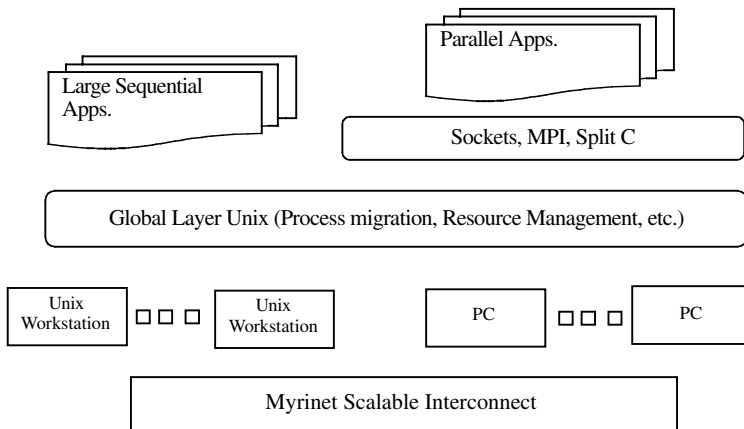 Parallel Apps.
Large Sequential
Apps.
Sockets, MPI, Split C
Global Layer Unix (Process migration, Resource Management, etc.)
Unix
Workstation
Unix
Workstation
PC
PC
Myrinet Scalable Interconnect